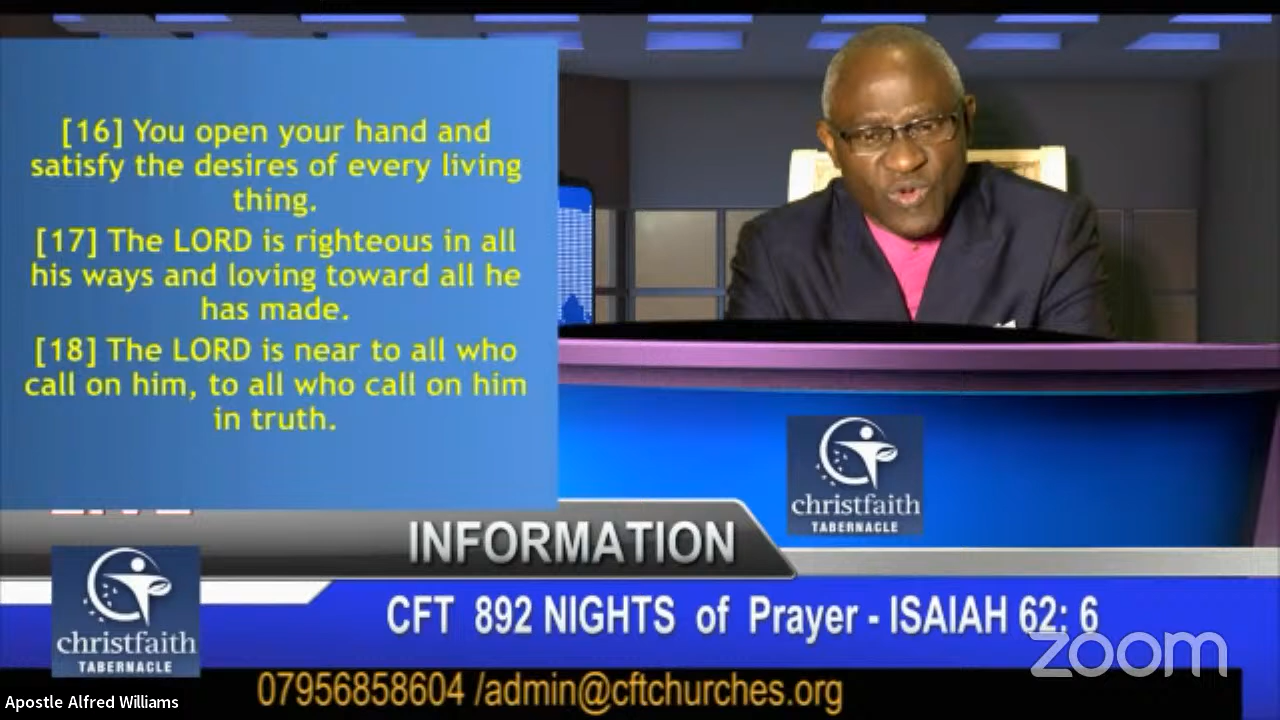 [16] You open your hand and
satisfy the desires of every living
thing.
[17] The LORD is righteous in all
his ways and loving toward all he
has made.
[18] The LORD is near to all who
call on him, to all who call on him
in truth.
christfaith
TABERNACLE
INFORMATION
christfaith
TABERNACLE
CFT 892 NIGHTS of Prayer - ISAIAH 62: 6
zoom
07956858604 /admin@cftchurches.org
Apostle Alfred Williams